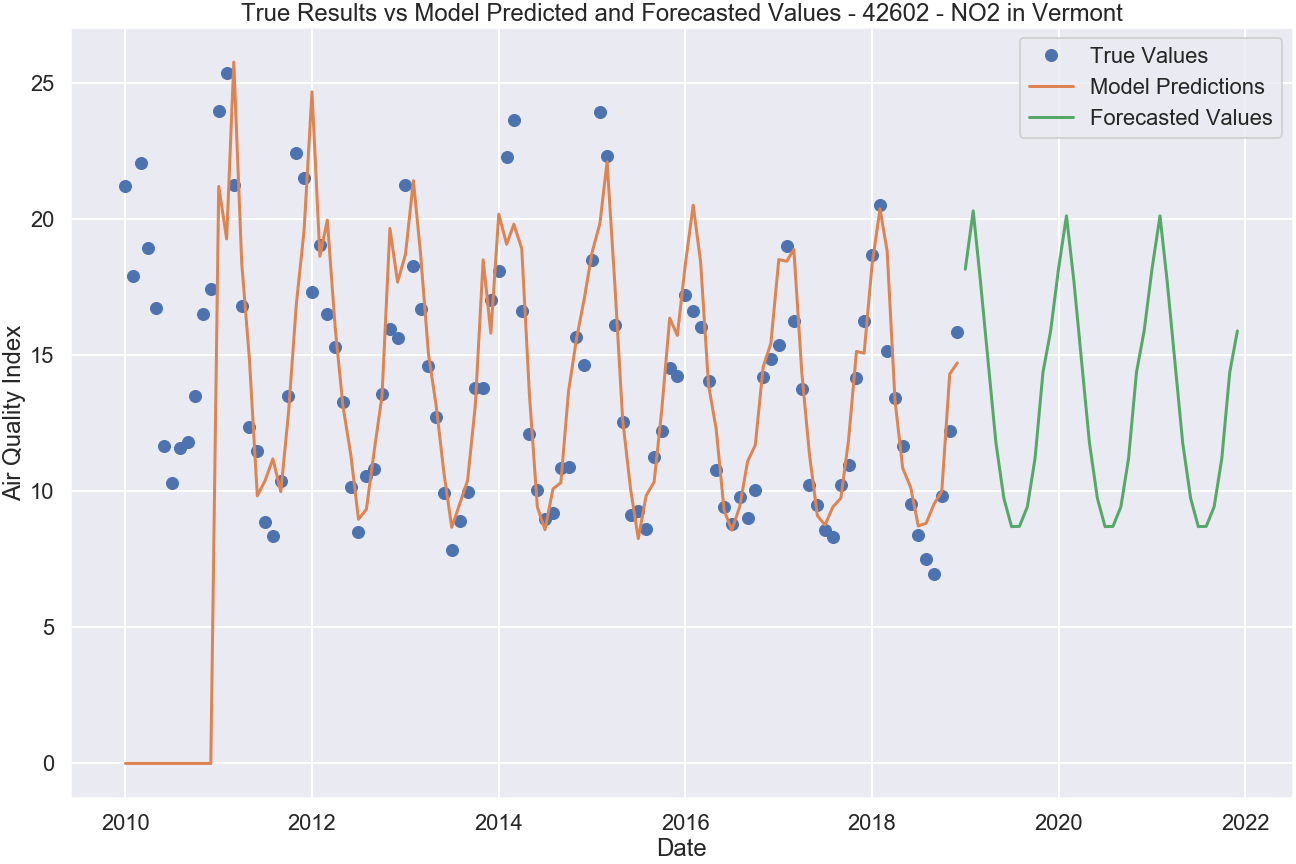 True Results vs Model Predicted and Forecasted Values - 42602 - NO2 in Vermont
True Values
Model Predictions
Forecasted Values
Air Quality Index
25
20
15
10
5
0
2010 2012 2014 2016 2018 2020 2022
Date